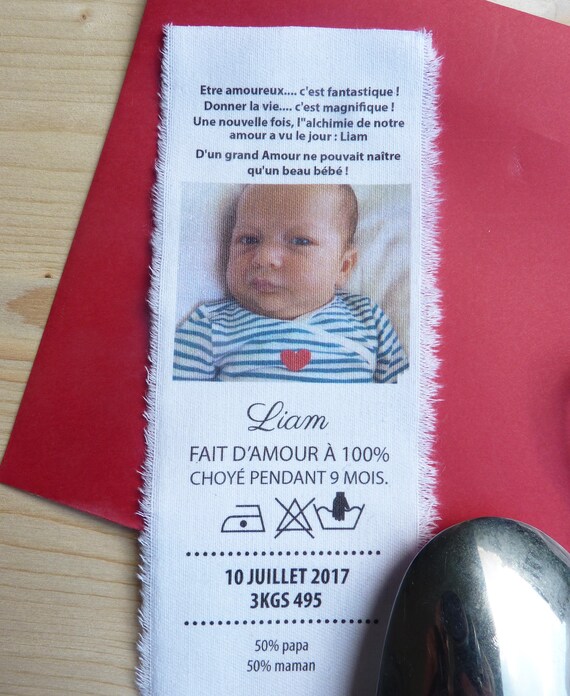 Etre amoureux.... c'est fantastique !
Donner la vie.... c'est magnifique !
Une nouvelle fois, l"alchimie de notre
amour a vu le jour : Liam
D'un grand Amour ne pouvait naître
qu'un beau bébé !
Liam
FAIT D'AMOUR À 100%
CHOYÉ PENDANT 9 MOIS.
10 JUILLET 2017
3KGS 495
50% papa
50% maman